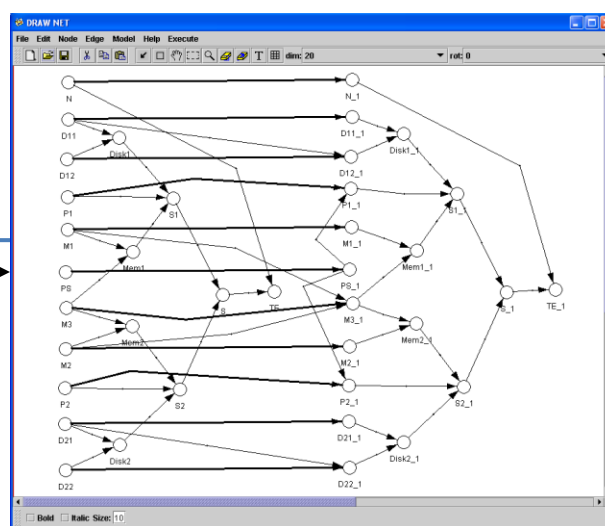 DRAW NET
File Edit Node Edge Model Help Execute
T dim: 20 rot: 0
N N_1
D11 D11_1
Disk1 Disk1_1
D12 D12_1
P1 S1 P1_1 S1_1
M1 M1_1
Mem1 Mem1_1
PS PS_1
S TE S_1 TE_1
M3 M3_1
Mem2 Mem2_1
M2 M2_1
P2 S2 P2_1 S2_1
D21 D21_1
Disk2 Disk2_1
D22 D22_1
Bold Italic Size: 10